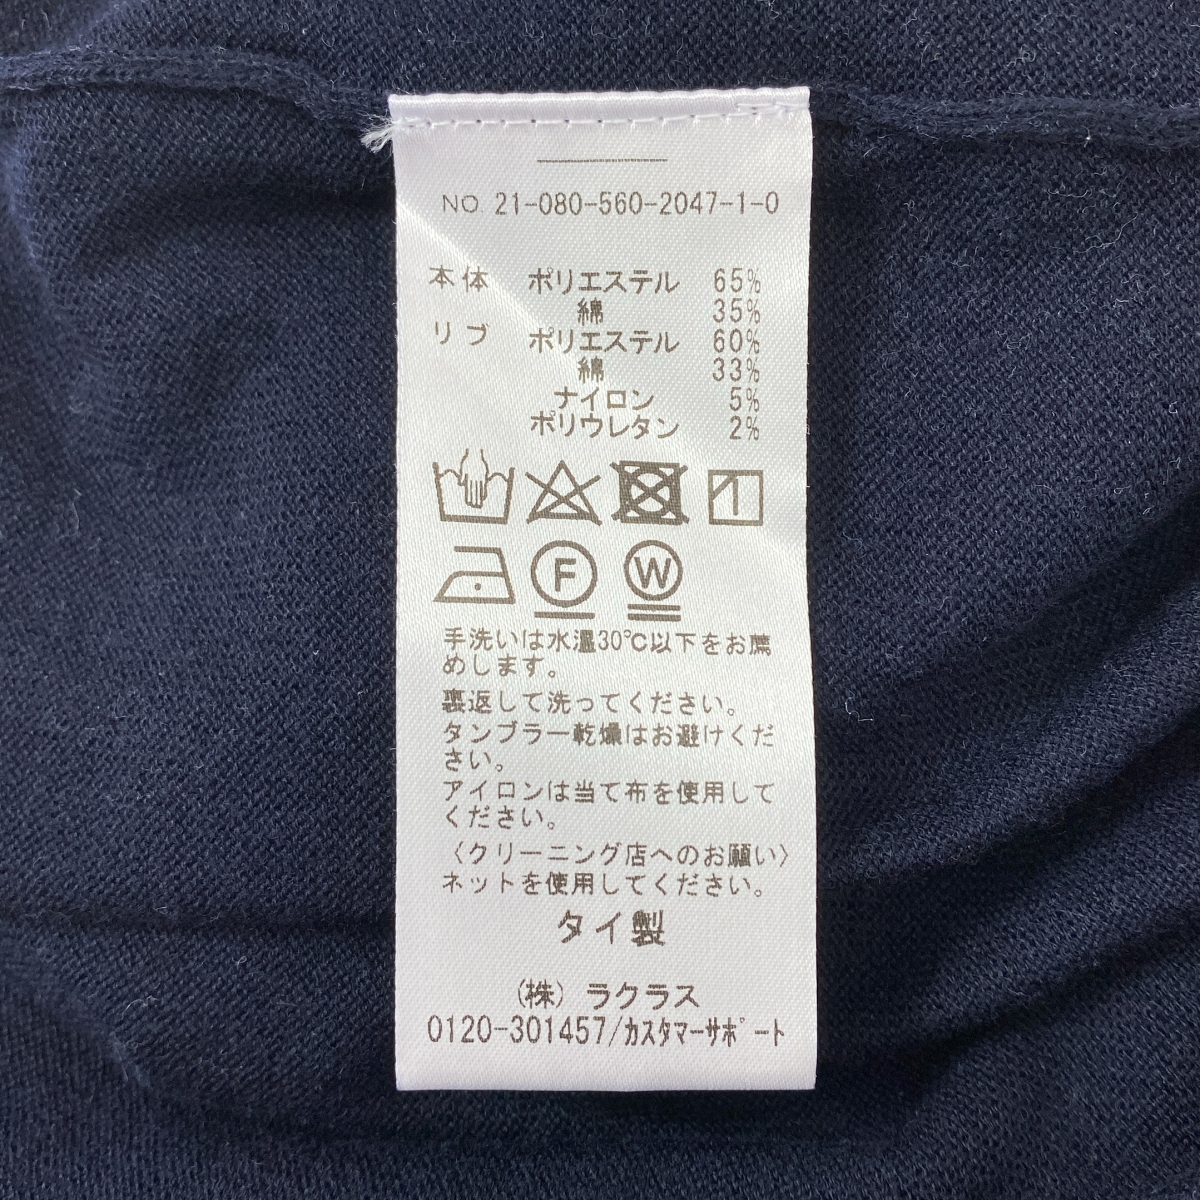 NO. 21-080-560-2047-1-0
本体 ポリエステル 65%
綿 35%
リブ ポリエステル 60%
綿 33%
ナイロン 5%
ポリウレタン 2%
F W
手洗いは水温30℃以下をお薦
めします。
裏返して洗ってください。
タンブラー乾燥はお避けくだ
さい。
アイロンは当て布を使用して
ください。
〈クリーニング店へのお願い〉
ネットを使用してください。
タイ製
(株) ラクラス
0120-301457/ｶｽﾀﾏｰｻﾎﾟｰﾄ